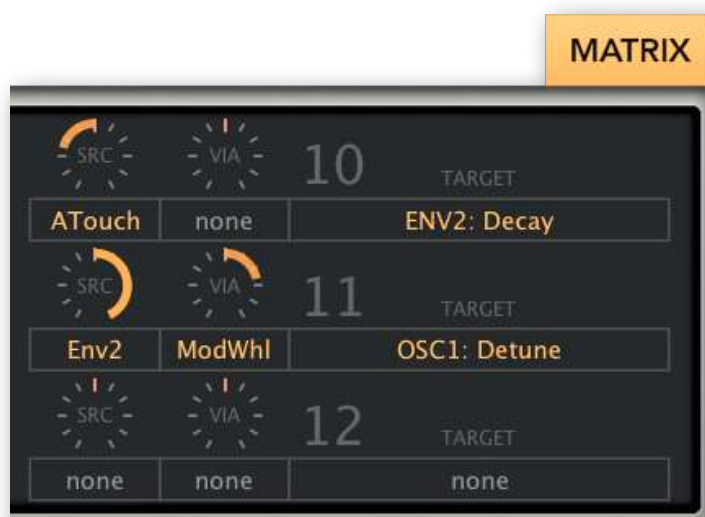 MATRIX
SRC VIA 10 TARGET
ATouch none ENV2: Decay
SRC VIA 11 TARGET
Env2 ModWhl OSC1: Detune
SRC VIA 12 TARGET
none none none